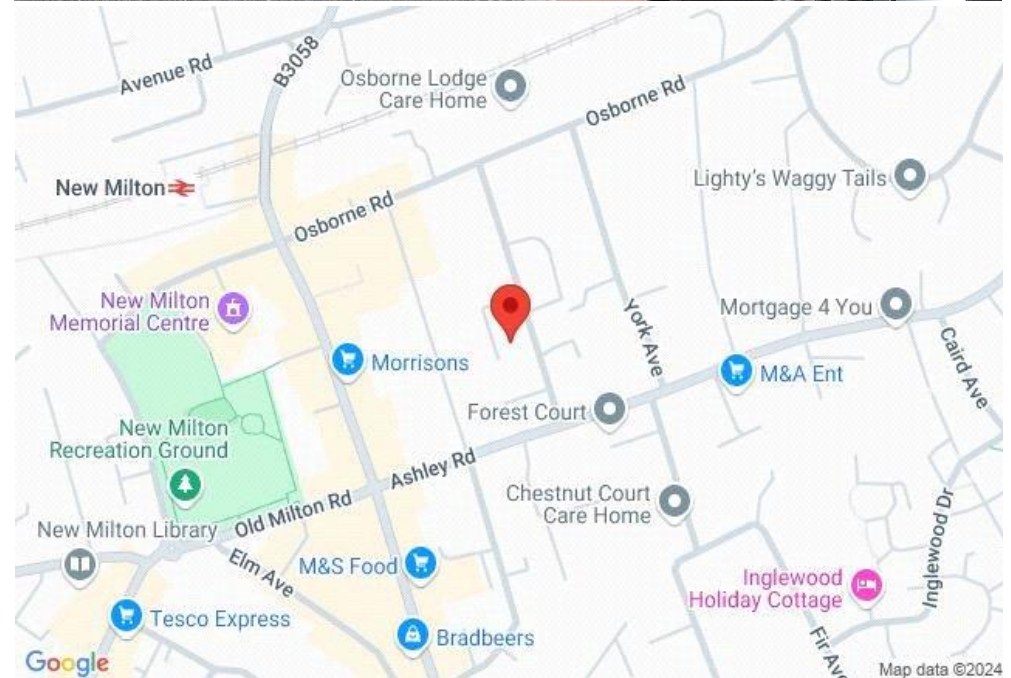 Avenue Rd
B3058
Osborne Lodge
Care Home
Osborne Rd
New Milton
Lighty's Waggy Tails
Osborne Rd
New Milton
Memorial Centre
York Ave
Mortgage 4 You
Caird Ave
Morrisons
M&A Ent
Forest Court
New Milton
Recreation Ground
Ashley Rd
Old Milton Rd
Chestnut Court
Care Home
Inglewood Dr
New Milton Library
Elm Ave
M&S Food
Inglewood
Holiday Cottage
Tesco Express
Bradbeers
Fir Av
Google
Map data ©2024